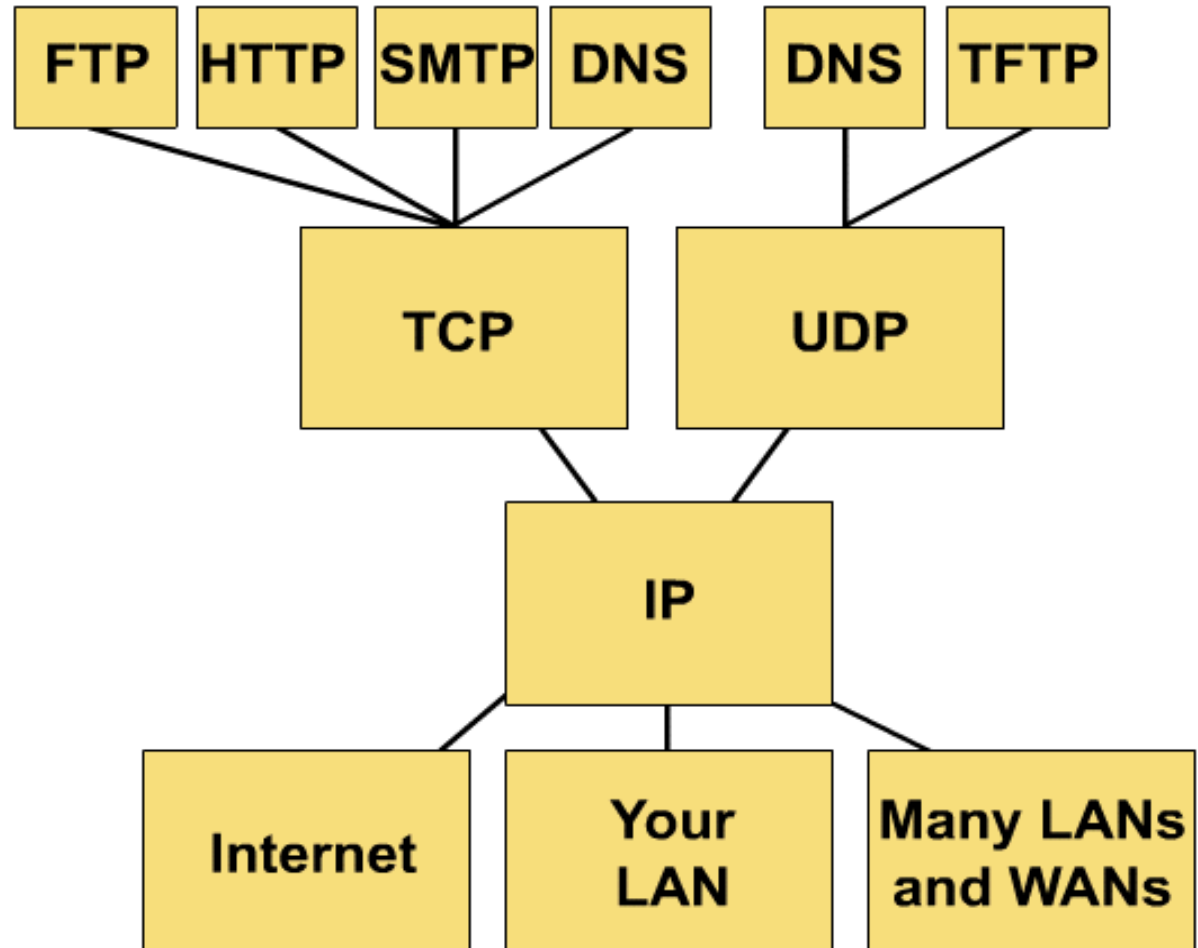 FTP
HTTP
SMTP
DNS
DNS
TFTP
TCP
UDP
IP
Internet
Your
LAN
Many LANs
and WANs